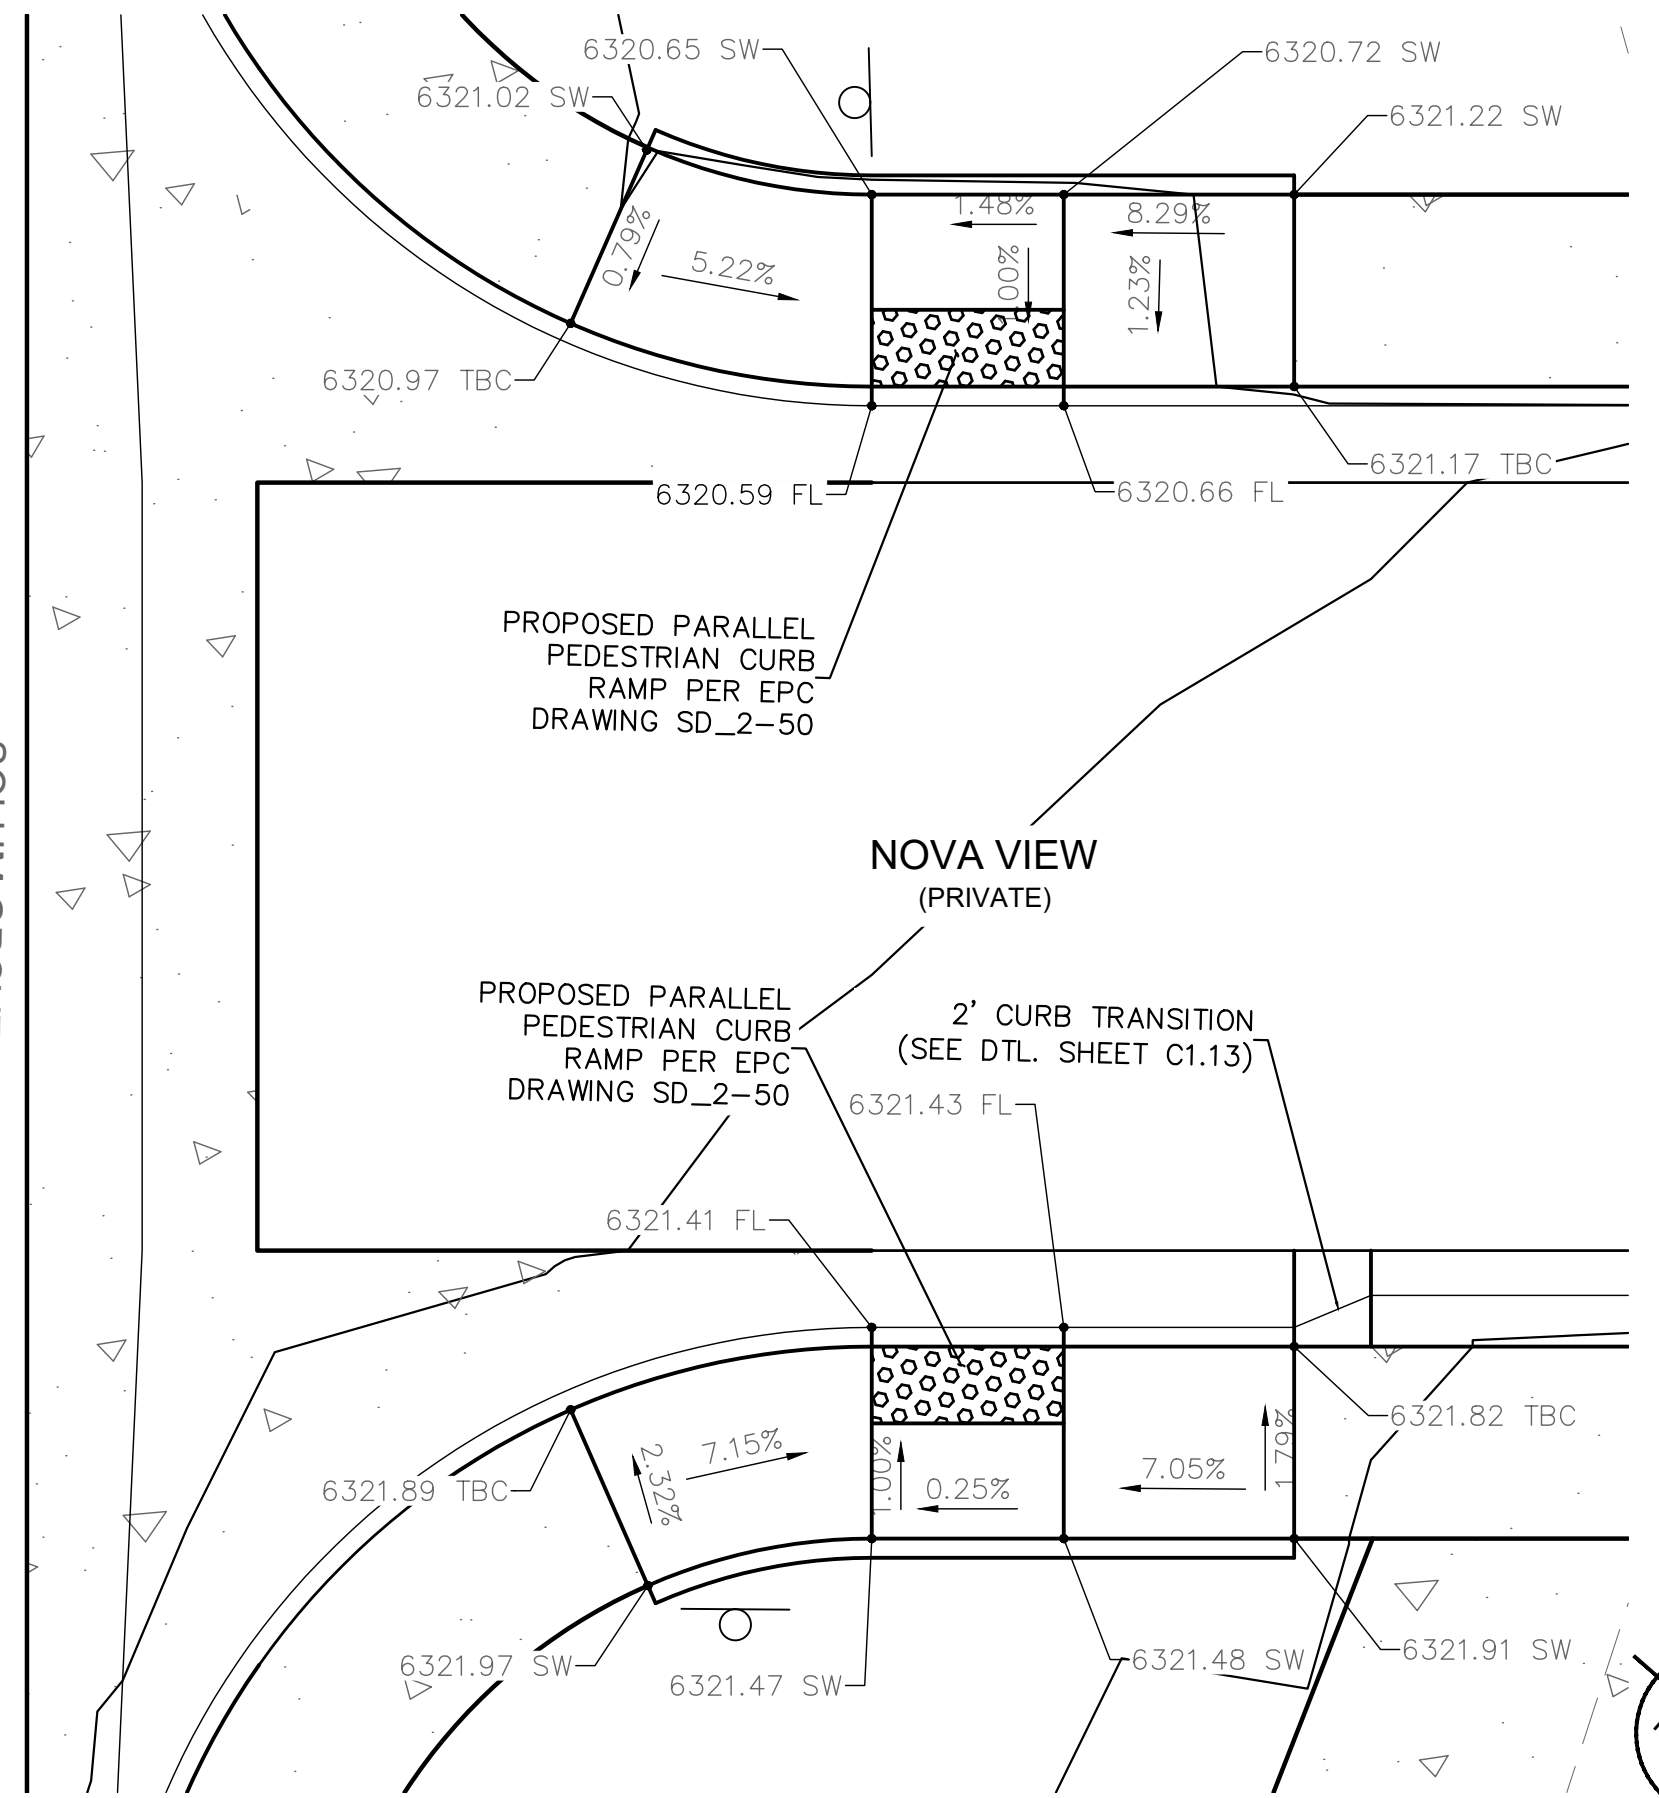 6320.65 SW
6320.72 SW
6321.02 SW
6321.22 SW
1.48%
8.29%
0.79%
5.22%
.00%
1.23%
6320.97 TBC
6321.17 TBC
6320.59 FL
6320.66 FL
PROPOSED PARALLEL
PEDESTRIAN CURB
RAMP PER EPC
DRAWING SD_2-50
NOVA VIEW
(PRIVATE)
PROPOSED PARALLEL
PEDESTRIAN CURB
RAMP PER EPC
DRAWING SD_2-50
2' CURB TRANSITION
(SEE DTL. SHEET C1.13)
6321.43 FL
6321.41 FL
6321.82 TBC
7.15%
2.32%
1.00%
0.25%
7.05%
1.79%
6321.89 TBC
6321.97 SW
6321.47 SW
6321.48 SW
6321.91 SW